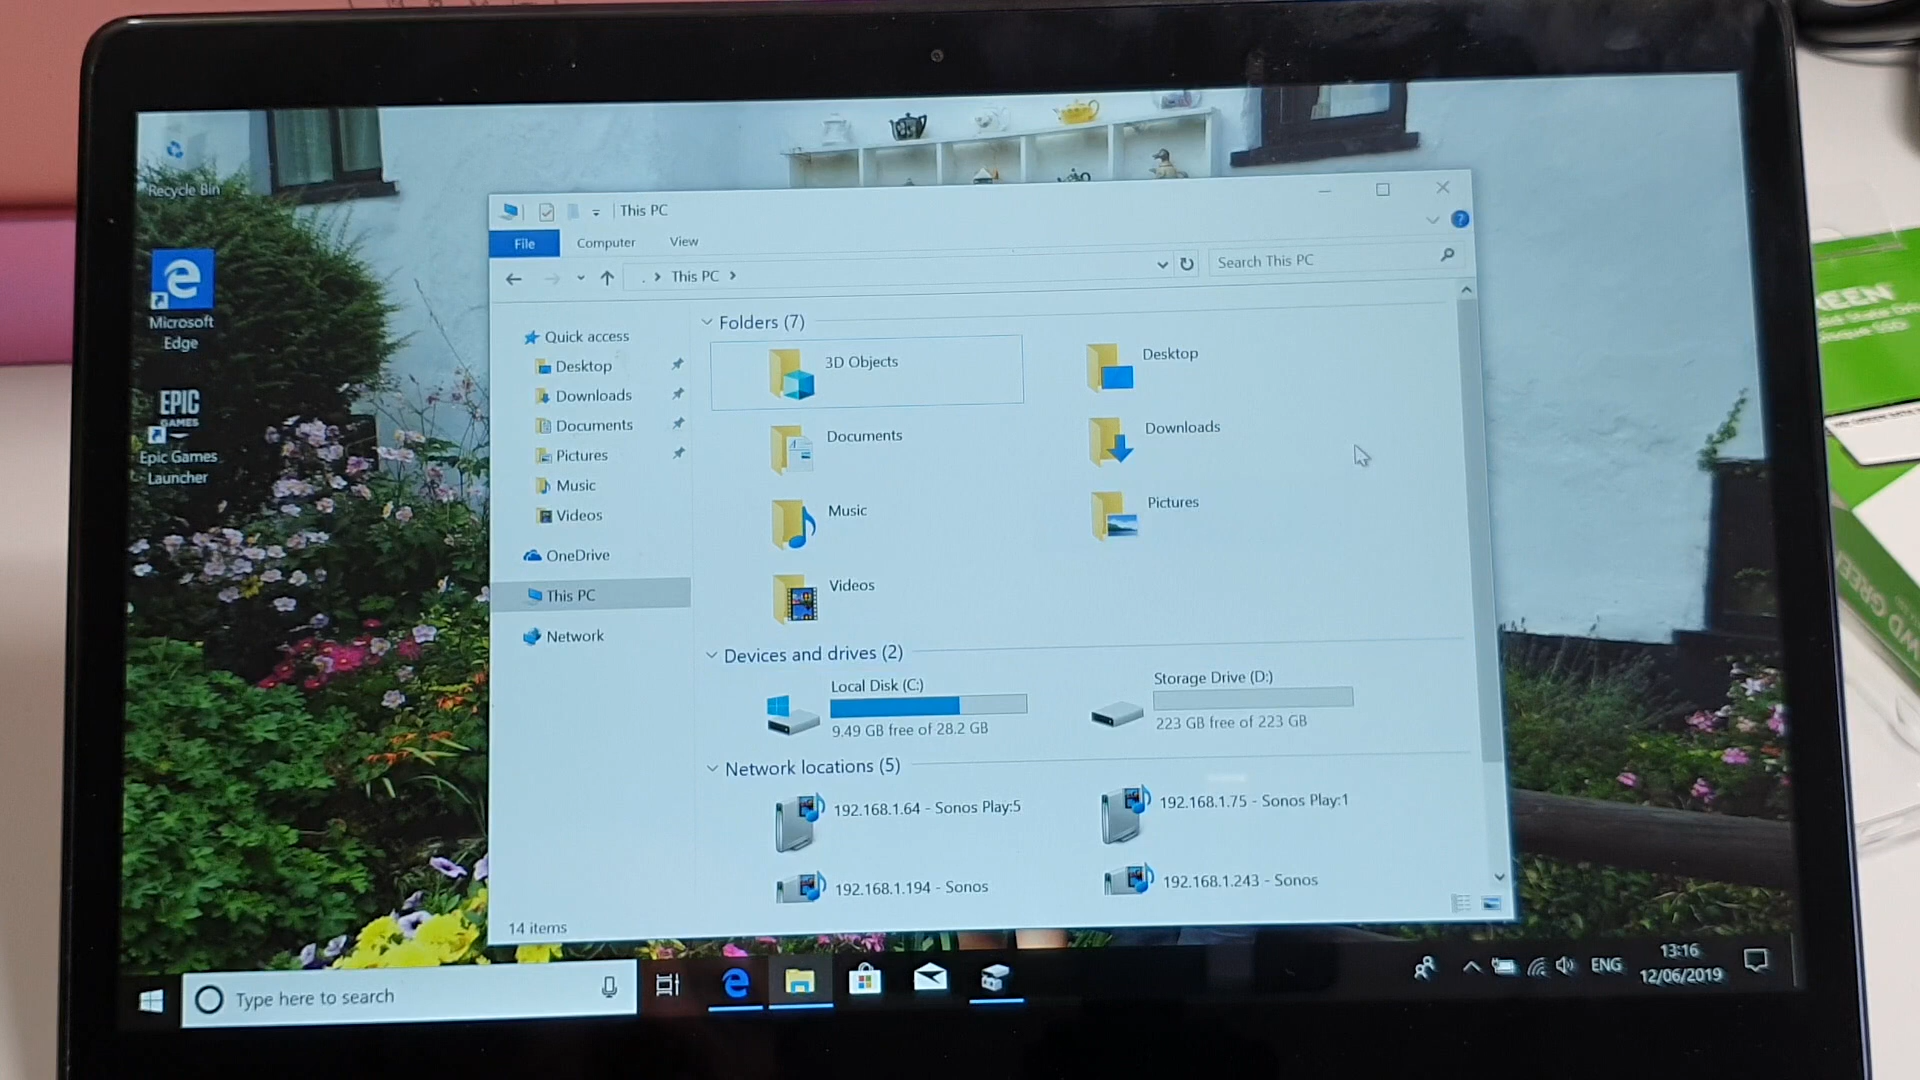 Recycle Bin
Microsoft
Edge
EPIC
GAMES
Epic Games
Launcher
This PC
File Computer View
This PC
Search This PC
Quick access
Desktop
Downloads
Documents
Pictures
Music
Videos
OneDrive
This PC
Network
Folders (7)
3D Objects
Desktop
Documents
Downloads
Music
Pictures
Videos
Devices and drives (2)
Local Disk (C:)
9.49 GB free of 28.2 GB
Storage Drive (D:)
223 GB free of 223 GB
Network locations (5)
192.168.1.64 - Sonos Play:5
192.168.1.75 - Sonos Play:1
192.168.1.194 - Sonos
192.168.1.243 - Sonos
14 items
Type here to search
ENG
13:16
12/06/2019
WD GREEN